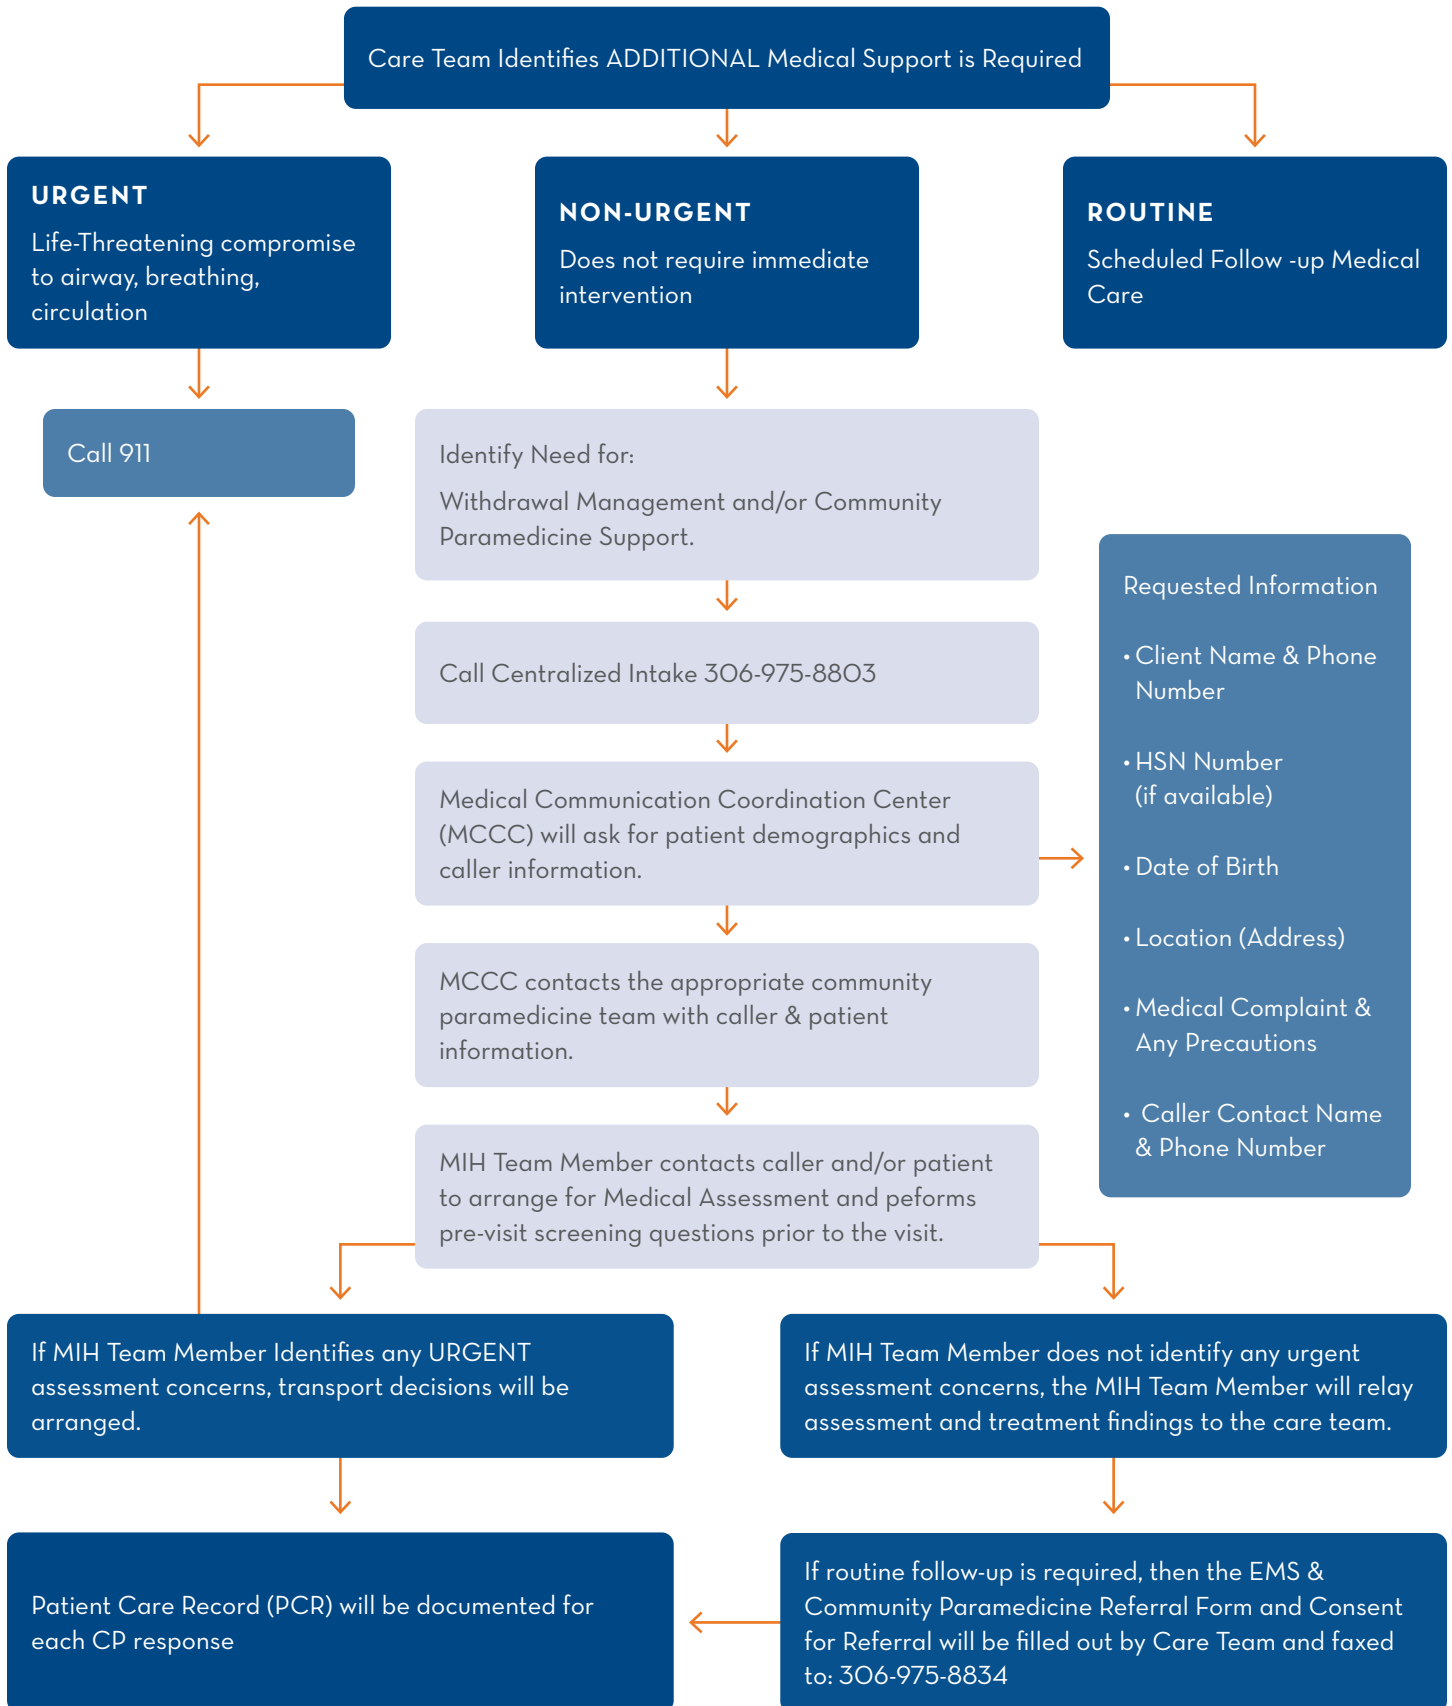 Care Team Identifies ADDITIONAL Medical Support is Required
URGENT
Life-Threatening compromise
to airway, breathing,
circulation
NON-URGENT
Does not require immediate
intervention
ROUTINE
Scheduled Follow -up Medical
Care
Call 911
Identify Need for:
Withdrawal Management and/or Community
Paramedicine Support.
Call Centralized Intake 306-975-8803
Medical Communication Coordination Center
(MCCC) will ask for patient demographics and
caller information.
Requested Information
• Client Name & Phone
Number
• HSN Number
(if available)
• Date of Birth
• Location (Address)
• Medical Complaint &
Any Precautions
• Caller Contact Name
& Phone Number
MCCC contacts the appropriate community
paramedicine team with caller & patient
information.
MIH Team Member contacts caller and/or patient
to arrange for Medical Assessment and peforms
pre-visit screening questions prior to the visit.
If MIH Team Member Identifies any URGENT
assessment concerns, transport decisions will be
arranged.
If MIH Team Member does not identify any urgent
assessment concerns, the MIH Team Member will relay
assessment and treatment findings to the care team.
Patient Care Record (PCR) will be documented for
each CP response
If routine follow-up is required, then the EMS &
Community Paramedicine Referral Form and Consent
for Referral will be filled out by Care Team and faxed
to: 306-975-8834